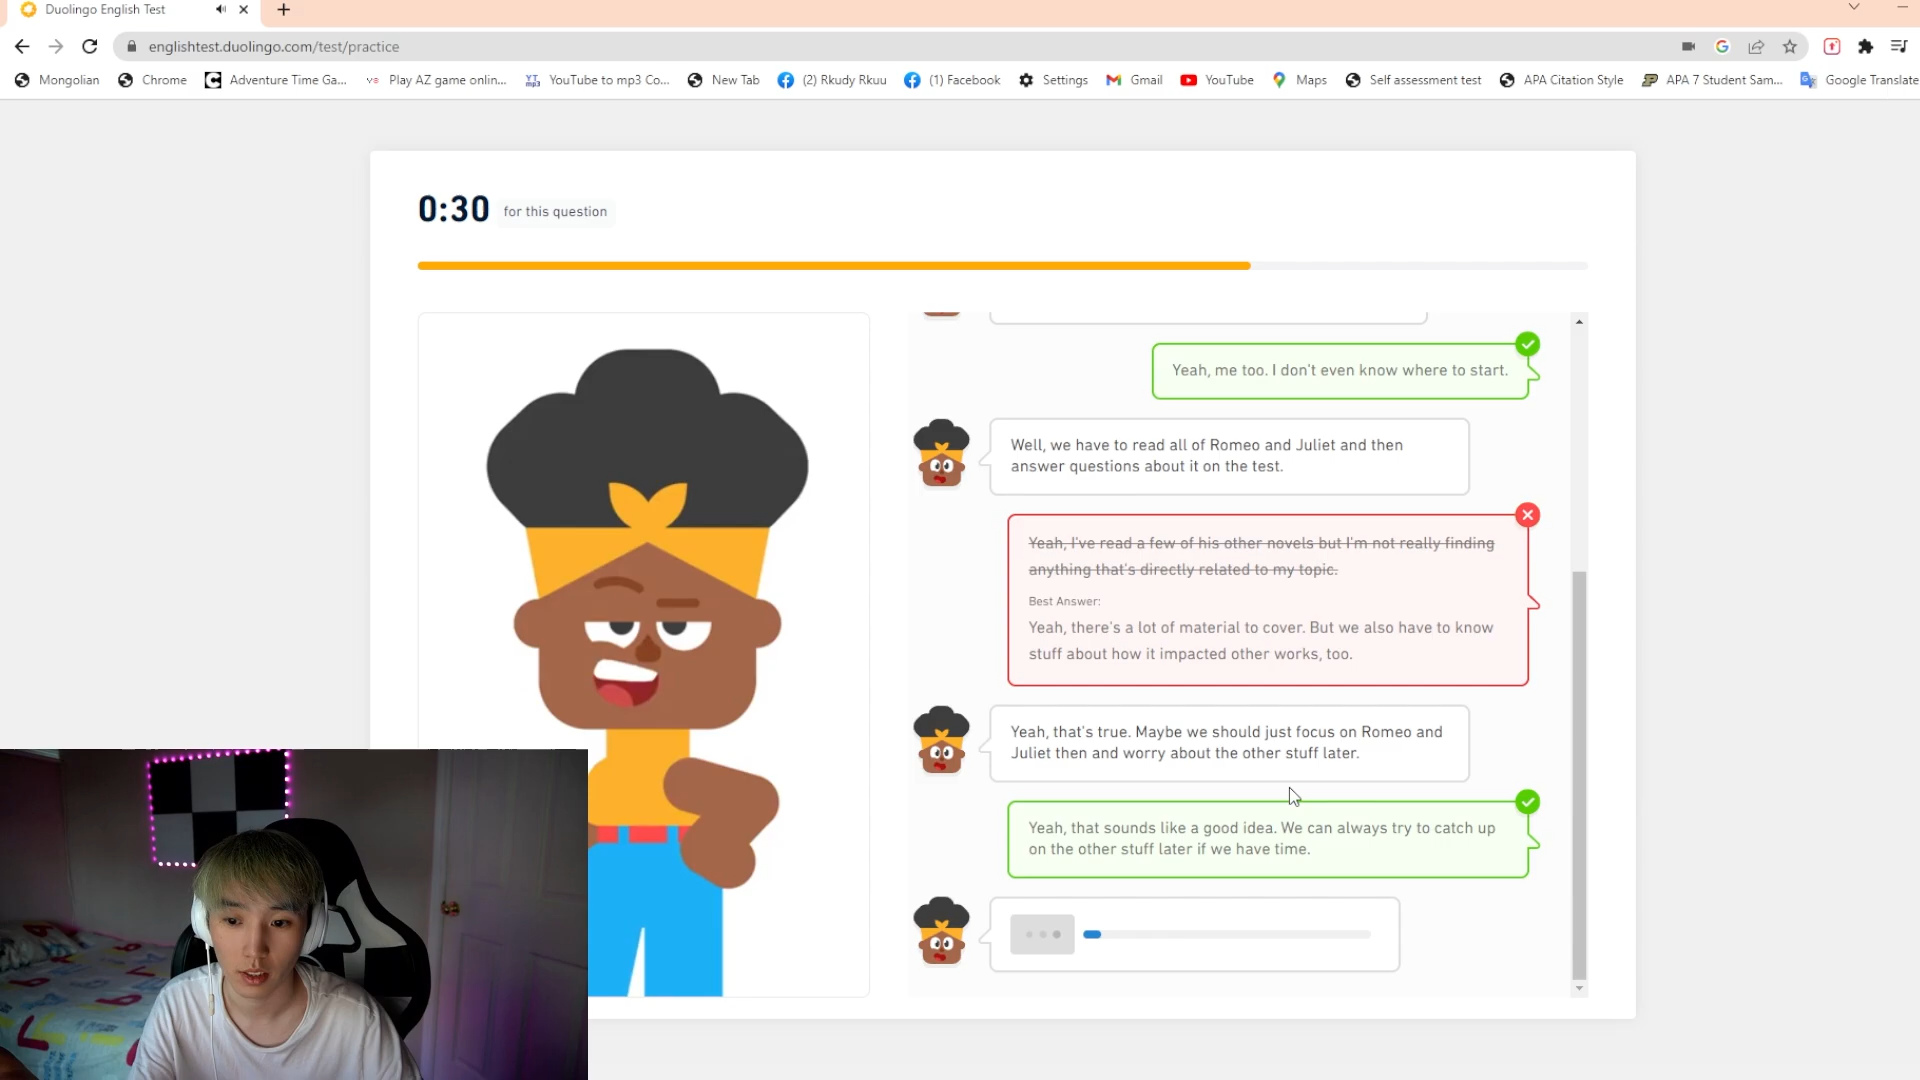 Duolingo English Test
englishtest.duolingo.com/test/practice
Mongolian
Chrome
Adventure Time Ga...
Play AZ game onlin...
YT mp3
YouTube to mp3 Co...
New Tab
(2) Rkudy Rkuu
(1) Facebook
Settings
Gmail
YouTube
Maps
Self assessment test
APA Citation Style
APA 7 Student Sam...
Google Translate
0:30 for this question
Yeah, me too. I don't even know where to start.
Well, we have to read all of Romeo and Juliet and then
answer questions about it on the test.
Yeah, I've read a few of his other novels but I'm not really finding
anything that's directly related to my topic.
Best Answer:
Yeah, there's a lot of material to cover. But we also have to know
stuff about how it impacted other works, too.
Yeah, that's true. Maybe we should just focus on Romeo and
Juliet then and worry about the other stuff later.
Yeah, that sounds like a good idea. We can always try to catch up
on the other stuff later if we have time.